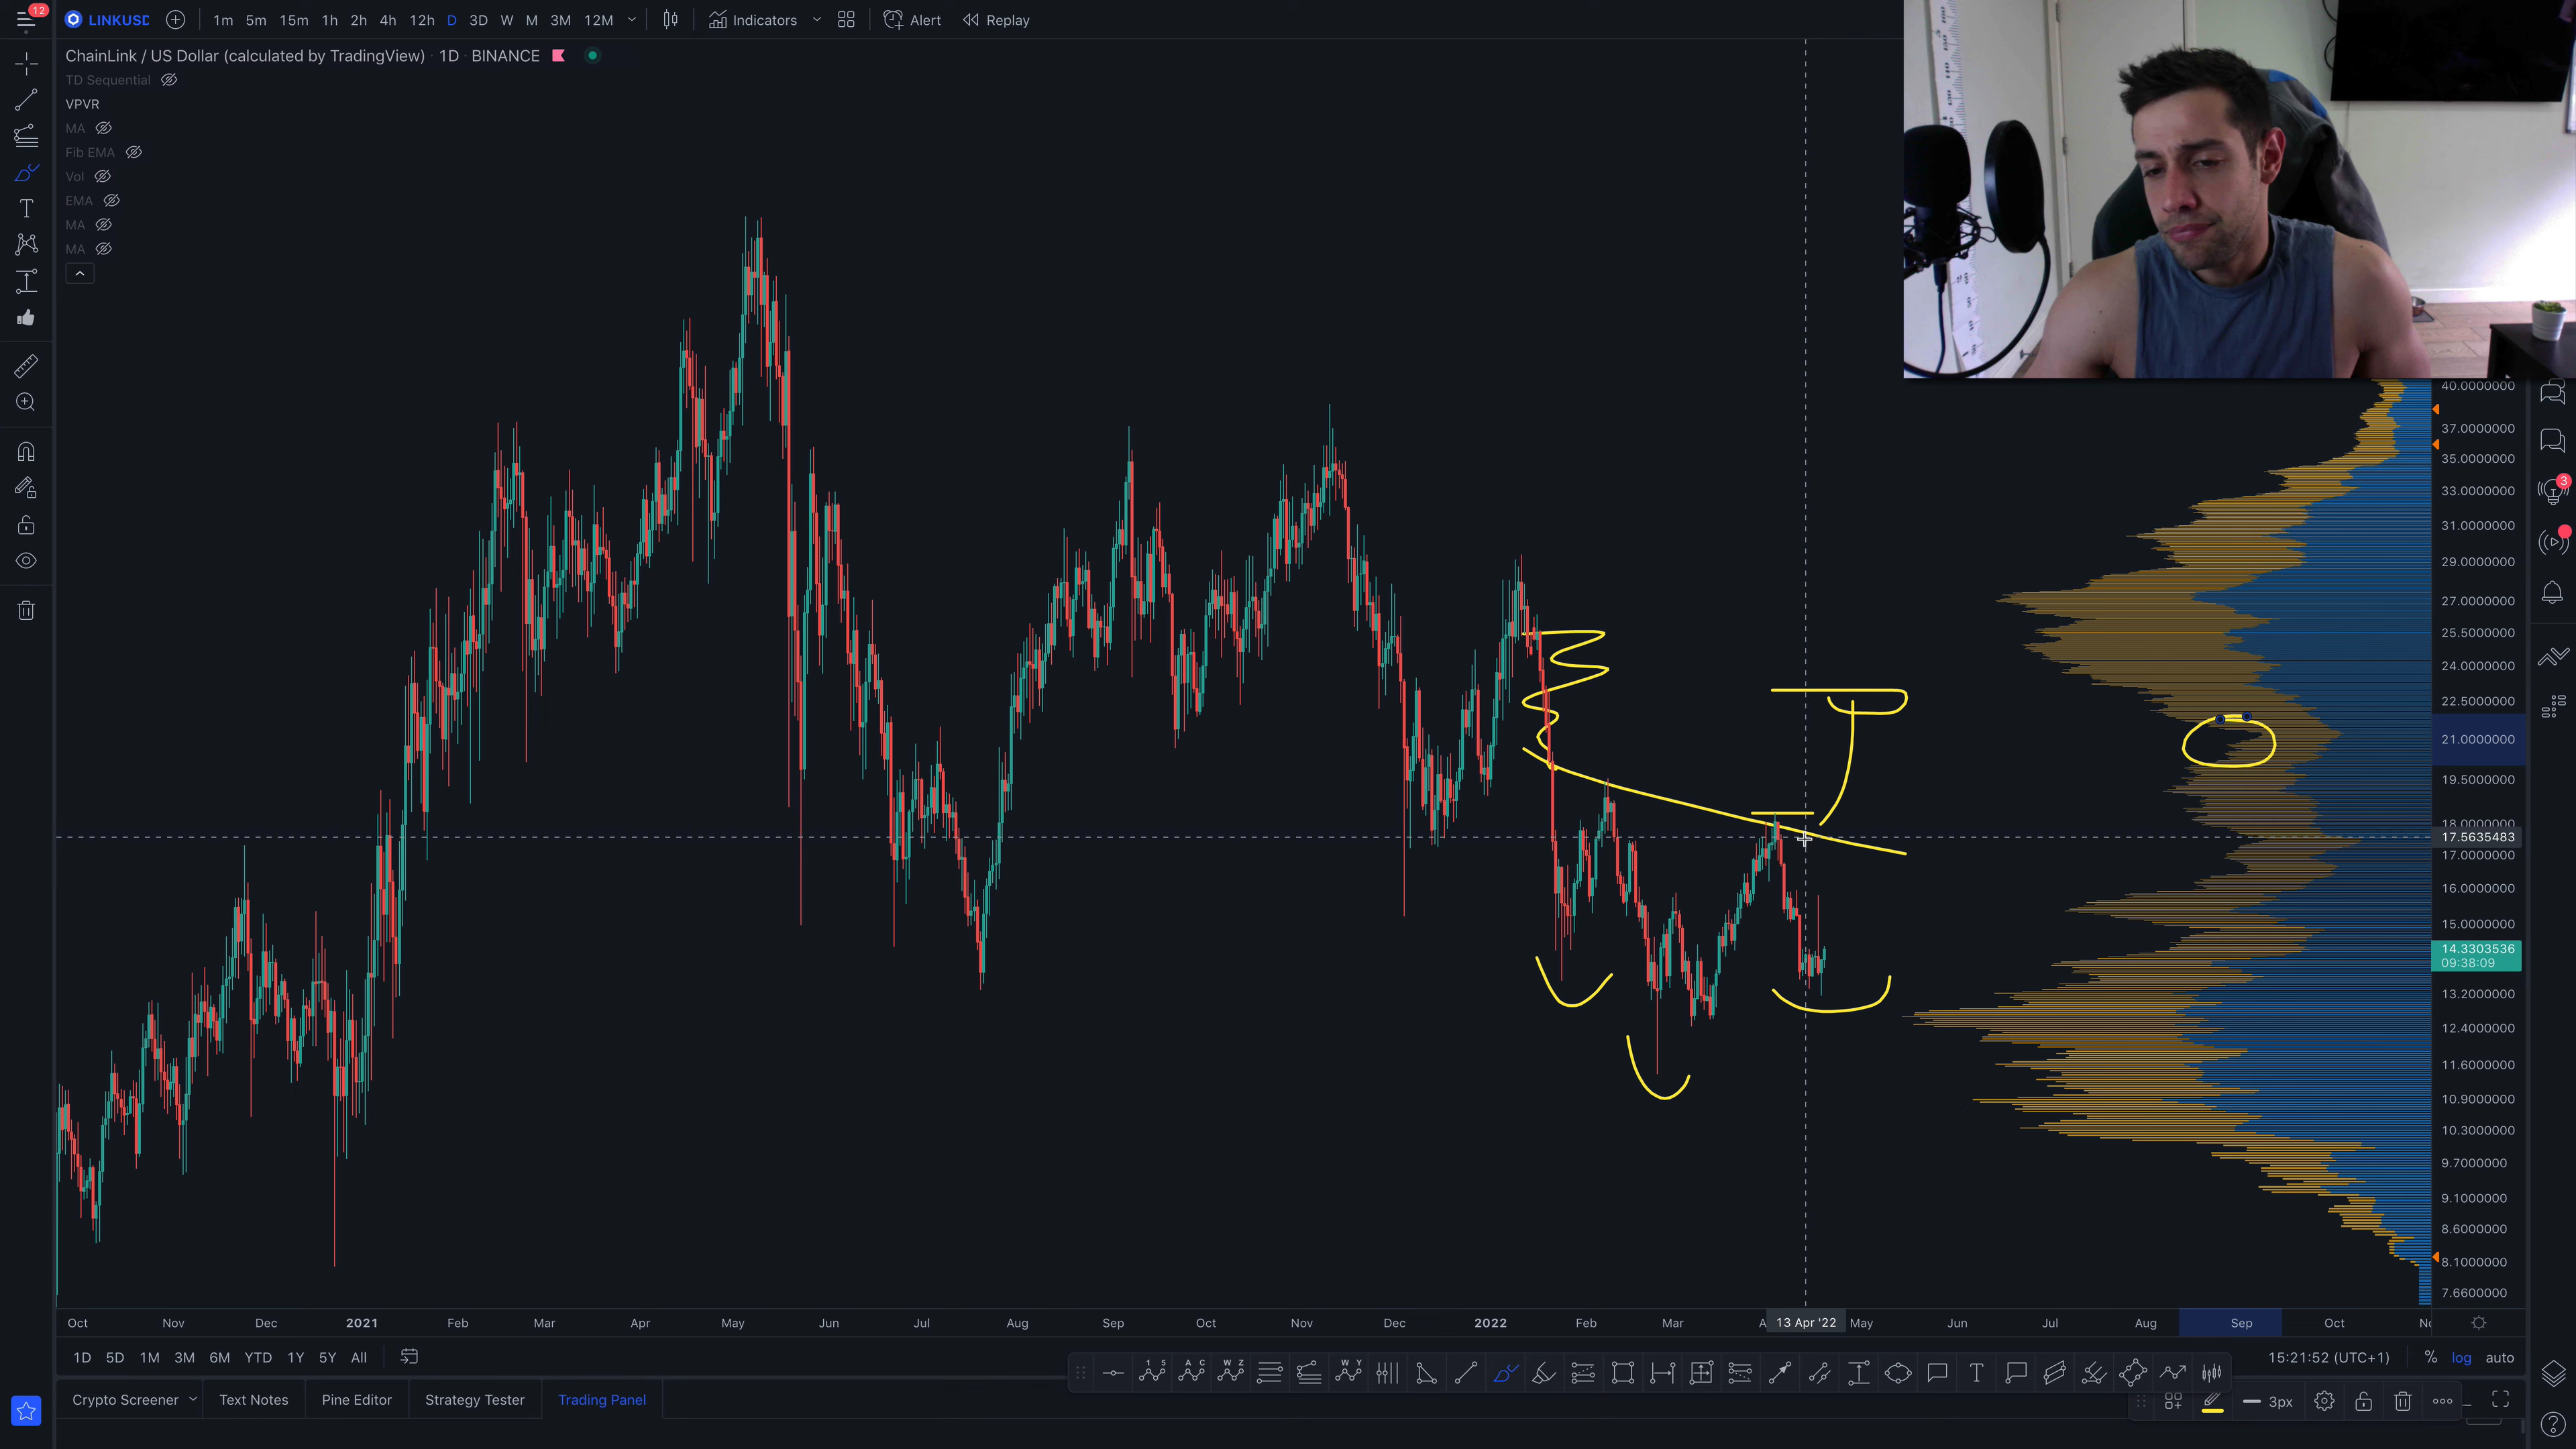 12 LINKUSD 1m 5m 15m 1h 2h 4h 12h D 3D W M 3M 12M Indicators Alert Replay
ChainLink / US Dollar (calculated by TradingView) · 1D · BINANCE
TD Sequential
VPVR
MA
Fib EMA
Vol
EMA
MA
MA
40.0000000
37.0000000
35.0000000
33.0000000
3
31.0000000
29.0000000
27.0000000
25.5000000
24.0000000
22.5000000
21.0000000
19.5000000
18.0000000
17.5635483
17.0000000
16.0000000
15.0000000
14.3303536
09:38:09
13.2000000
12.4000000
11.6000000
10.9000000
10.3000000
9.7000000
9.1000000
8.6000000
8.1000000
7.6600000
Oct Nov Dec 2021 Feb Mar Apr May Jun Jul Aug Sep Oct Nov Dec 2022 Feb Mar A 13 Apr '22 May Jun Jul Aug Sep Oct
1D 5D 1M 3M 6M YTD 1Y 5Y All 15:21:52 (UTC+1) % log auto
1 5 A C W Z W Y T
Crypto Screener Text Notes Pine Editor Strategy Tester Trading Panel 3px